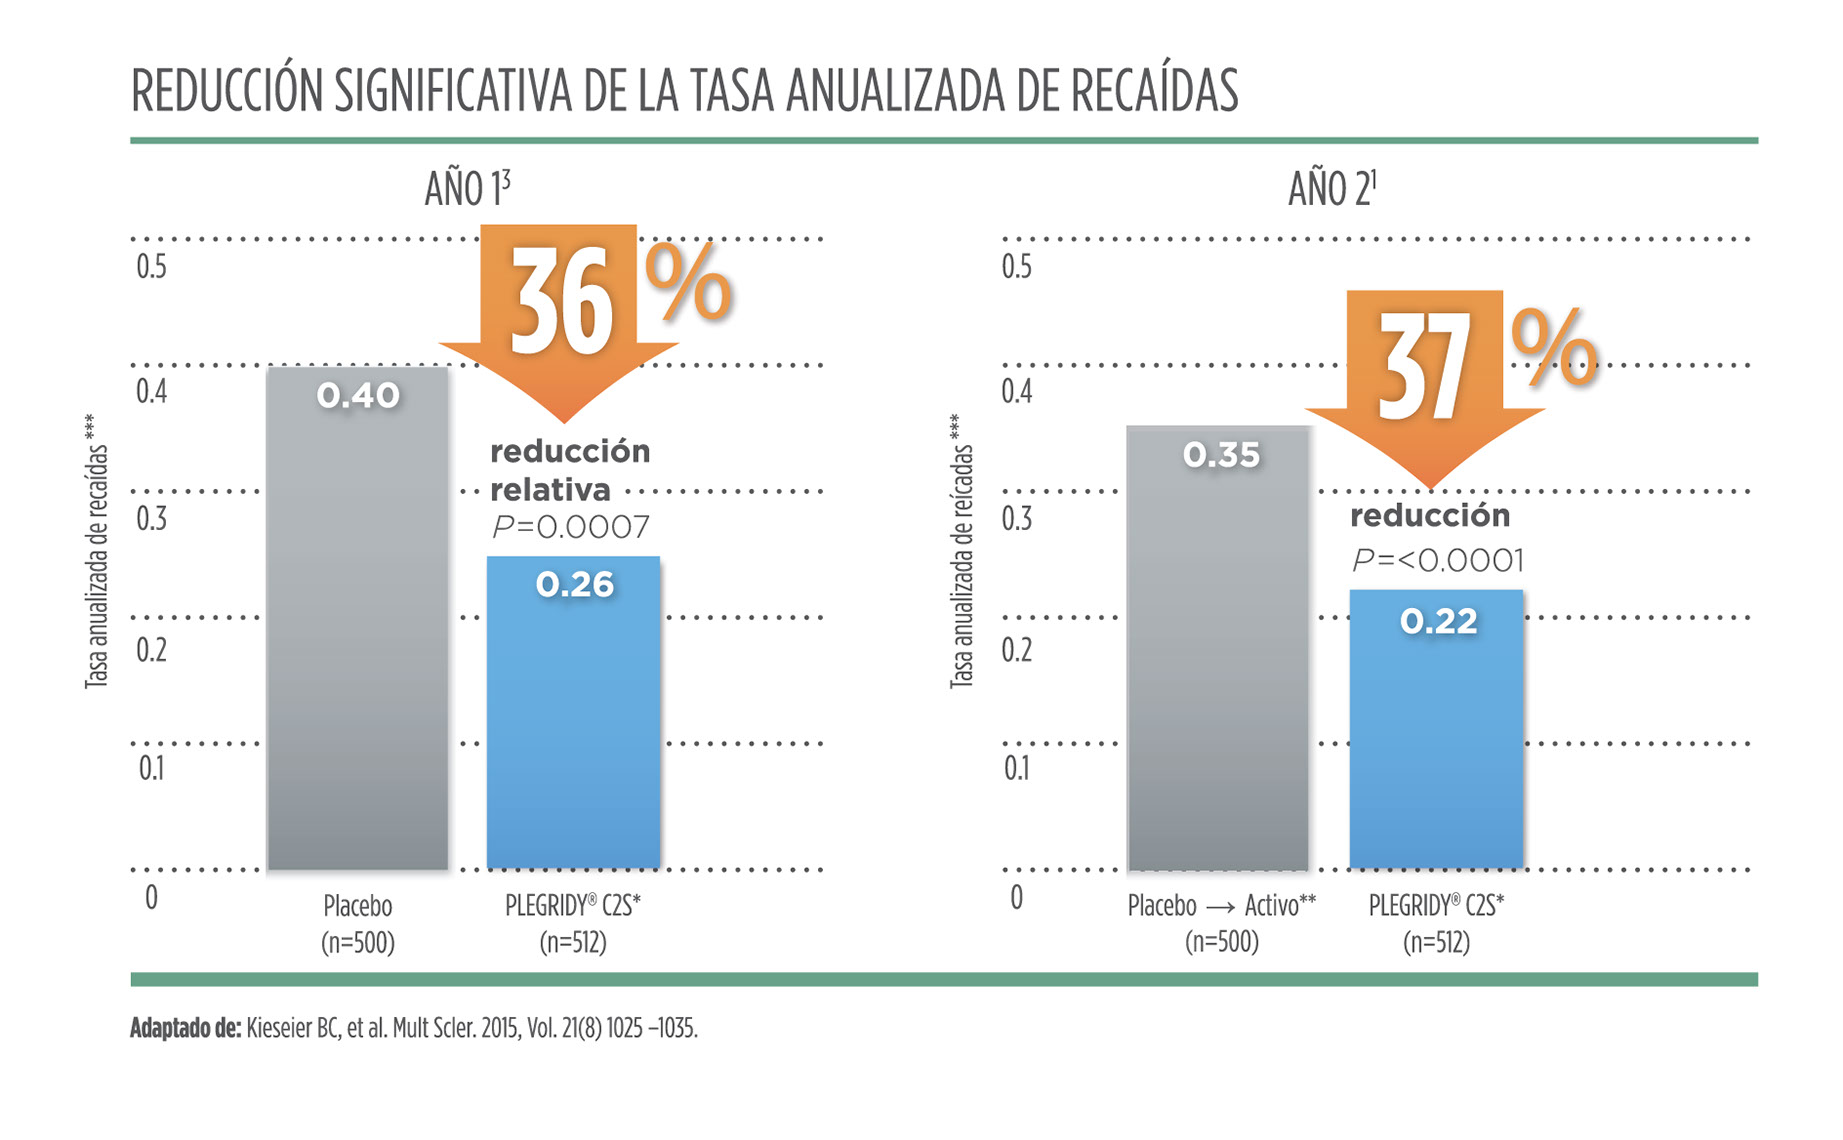 REDUCCIÓN SIGNIFICATIVA DE LA TASA ANUALIZADA DE RECAÍDAS
AÑO 1³
0.5
0.4
0.3
0.2
0.1
0
Tasa anualizada de recaídas ***
0.40
36 %
reducción
relativa
P=0.0007
0.26
Placebo
(n=500)
PLEGRIDY® C2S*
(n=512)
AÑO 2¹
0.5
0.4
0.3
0.2
0.1
0
Tasa anualizada de reícadas ***
0.35
37 %
reducción
P=<0.0001
0.22
Placebo → Activo**
(n=500)
PLEGRIDY® C2S*
(n=512)
Adaptado de: Kieseier BC, et al. Mult Scler. 2015, Vol. 21(8) 1025 –1035.